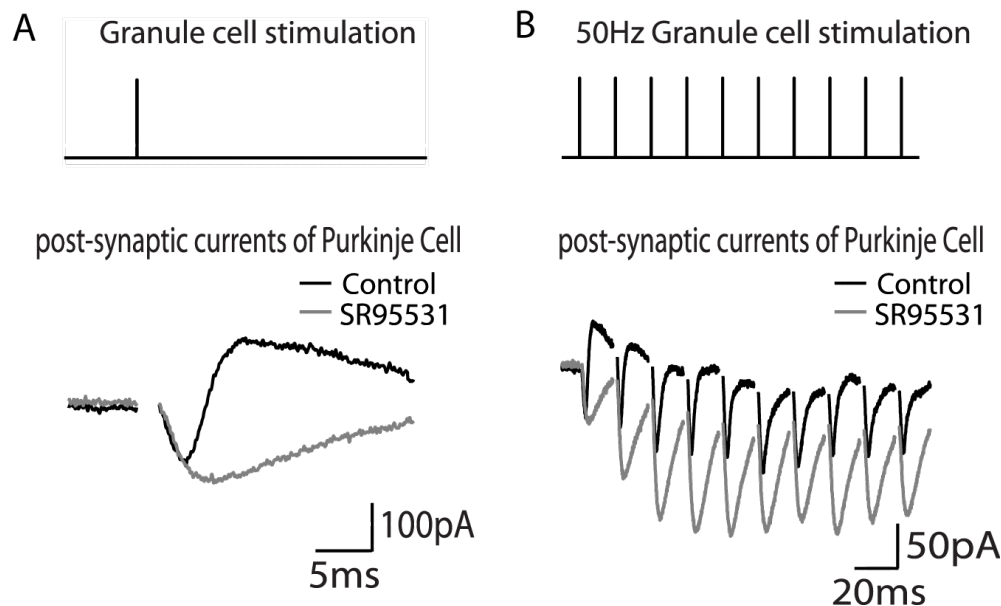 A
Granule cell stimulation
post-synaptic currents of Purkinje Cell
Control
SR95531
100pA
5ms
B
50Hz Granule cell stimulation
post-synaptic currents of Purkinje Cell
Control
SR95531
50pA
20ms